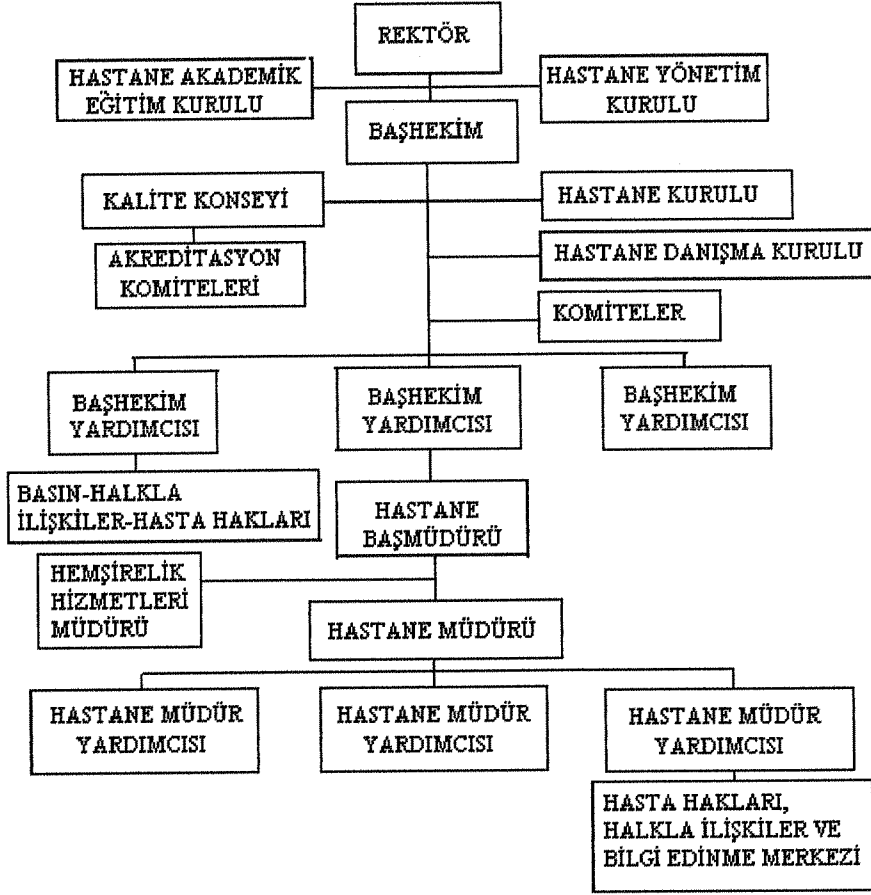 REKTÖR
HASTANE AKADEMİK
EĞİTİM KURULU
HASTANE YÖNETİM
KURULU
BAŞHEKİM
KALİTE KONSEYİ
HASTANE KURULU
AKREDİTASYON
KOMİTELERİ
HASTANE DANIŞMA KURULU
KOMİTELER
BAŞHEKİM
YARDIMCISI
BAŞHEKİM
YARDIMCISI
BAŞHEKİM
YARDIMCISI
BASIN-HALKLA
İLİŞKİLER-HASTA HAKLARI
HASTANE
BAŞMÜDÜRÜ
HEMŞİRELİK
HİZMETLERİ
MÜDÜRÜ
HASTANE MÜDÜRÜ
HASTANE MÜDÜR
YARDIMCISI
HASTANE MÜDÜR
YARDIMCISI
HASTANE MÜDÜR
YARDIMCISI
HASTA HAKLARI,
HALKLA İLİŞKİLER VE
BİLGİ EDİNME MERKEZİ